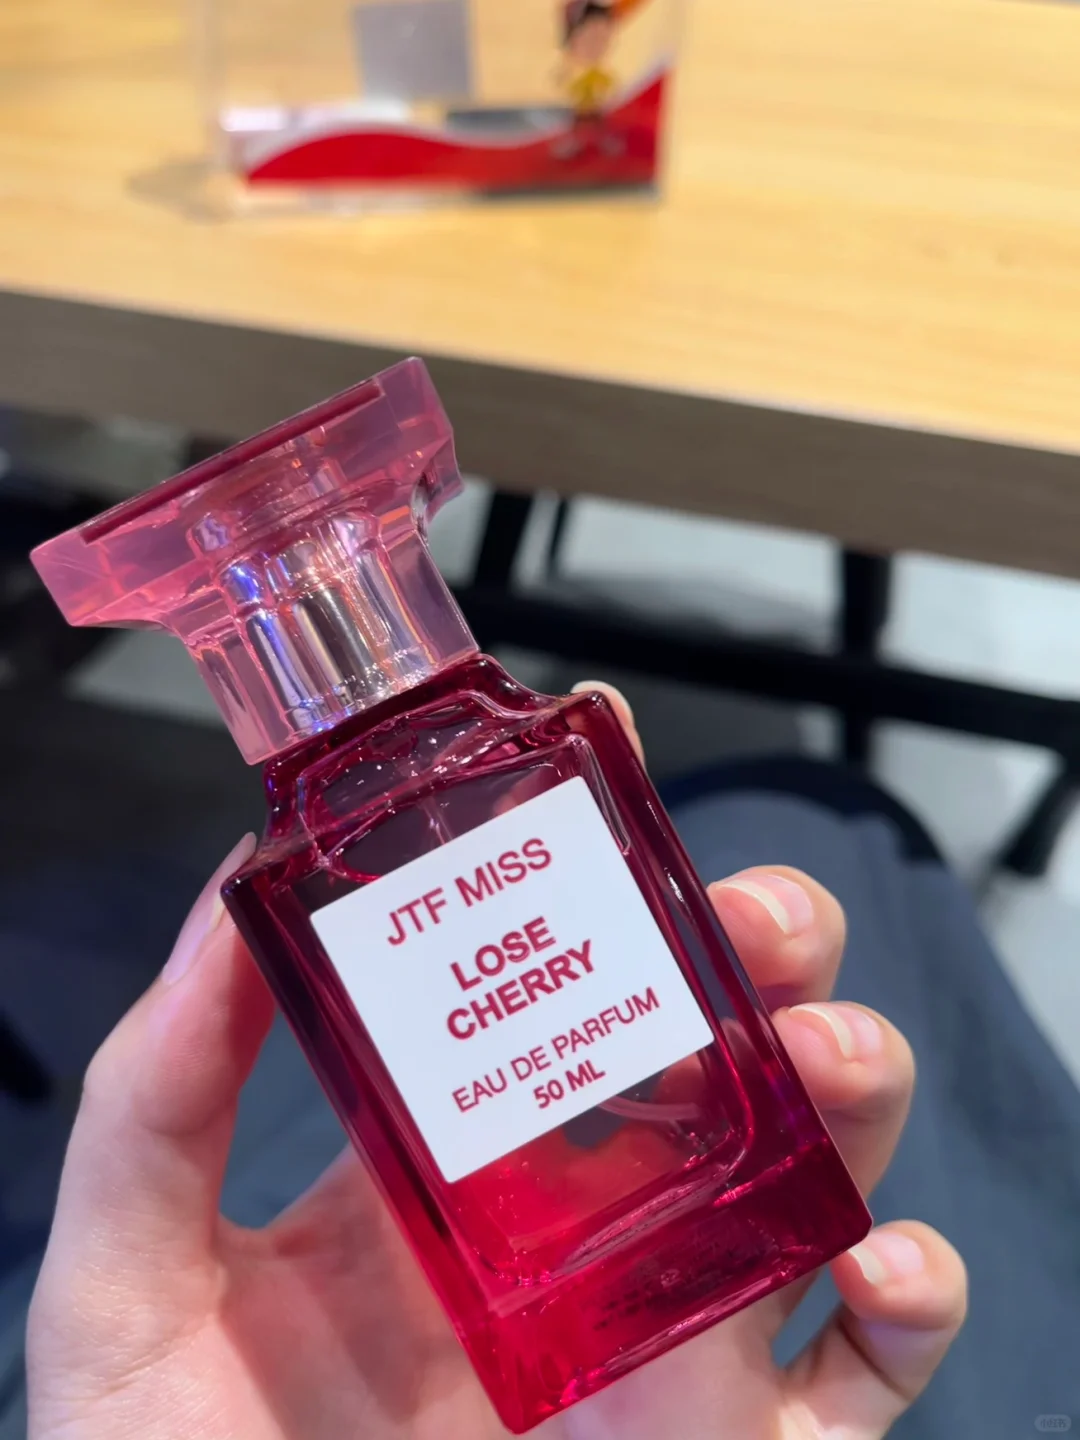 JTF MISS
LOSE
CHERRY
EAU DE PARFUM
50 ML